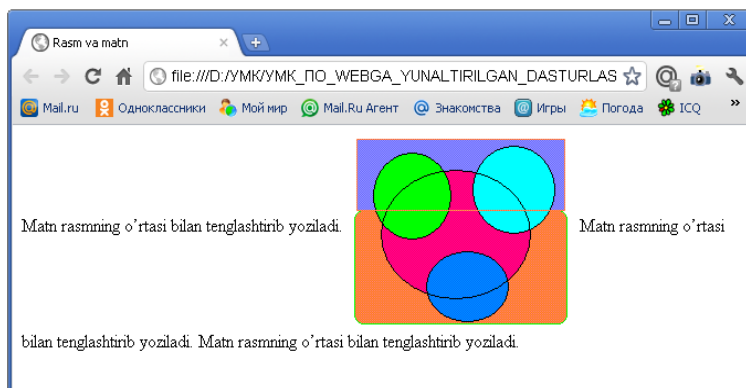 Rasm va matn
file:///D:/УМК/УМК_ПО_WEBGA_YUNALTIRILGAN_DASTURLAS
Mail.ru Одноклассники Мой мир Mail.Ru Агент Знакомства Игры Погода ICQ »
Matn rasmning o’rtasi bilan tenglashtirib yoziladi. Matn rasmning o’rtasi
bilan tenglashtirib yoziladi. Matn rasmning o’rtasi bilan tenglashtirib yoziladi.